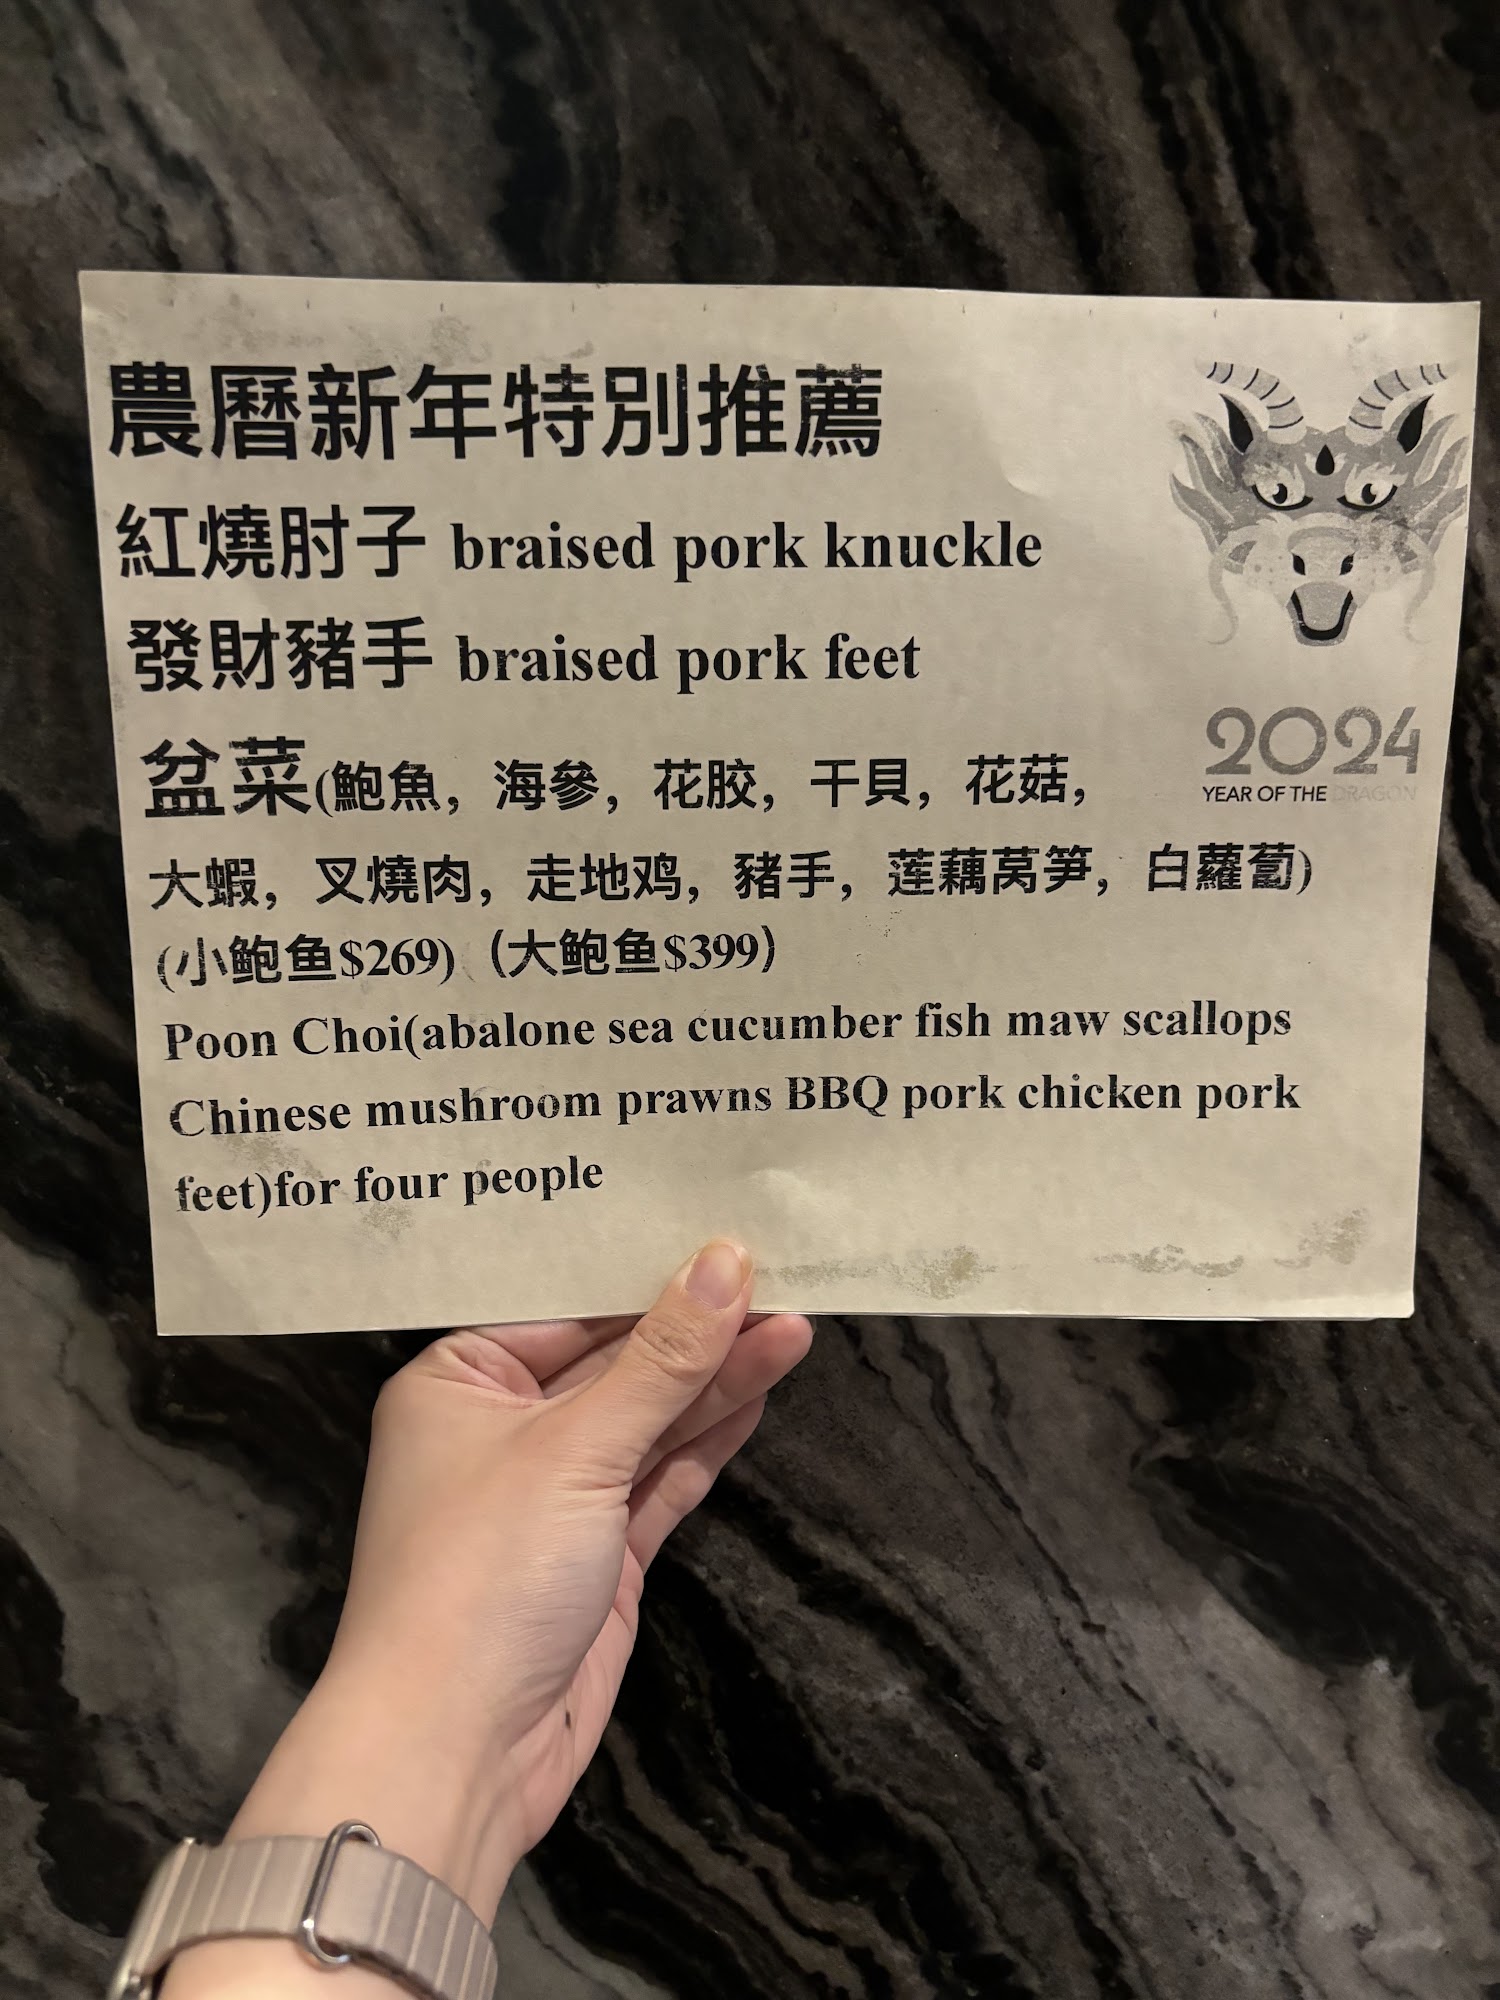 農曆新年特別推薦
紅燒肘子 braised pork knuckle
發財豬手 braised pork feet
盆菜(鮑魚，海參，花胶，干貝，花菇，
大蝦，叉燒肉，走地鸡，豬手，莲藕萵笋，白蘿蔔)
(小鲍鱼$269)（大鲍鱼$399）
Poon Choi(abalone sea cucumber fish maw scallops
Chinese mushroom prawns BBQ pork chicken pork
feet)for four people
2024
YEAR OF THE DRAGON